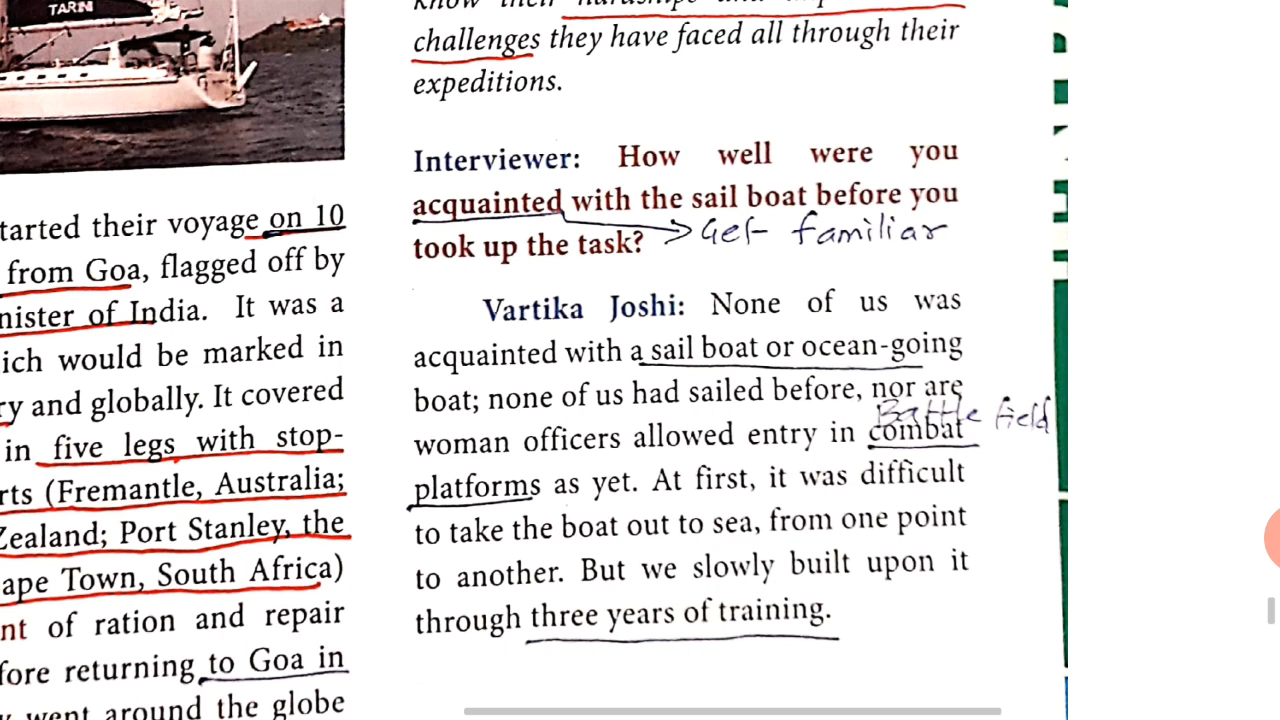 TARINI
tarted their voyage on 10
from Goa, flagged off by
nister of India. It was a
ich would be marked in
ry and globally. It covered
in five legs with stop-
rts (Fremantle, Australia;
Zealand; Port Stanley, the
ape Town, South Africa)
nt of ration and repair
fore returning to Goa in
went around the globe
know their hardships and
challenges they have faced all through their
expeditions.
Interviewer: How well were you
acquainted with the sail boat before you
took up the task? Get familiar
Vartika Joshi: None of us was
acquainted with a sail boat or ocean-going
boat; none of us had sailed before, nor are
Battle field
woman officers allowed entry in combat
platforms as yet. At first, it was difficult
to take the boat out to sea, from one point
to another. But we slowly built upon it
through three years of training.